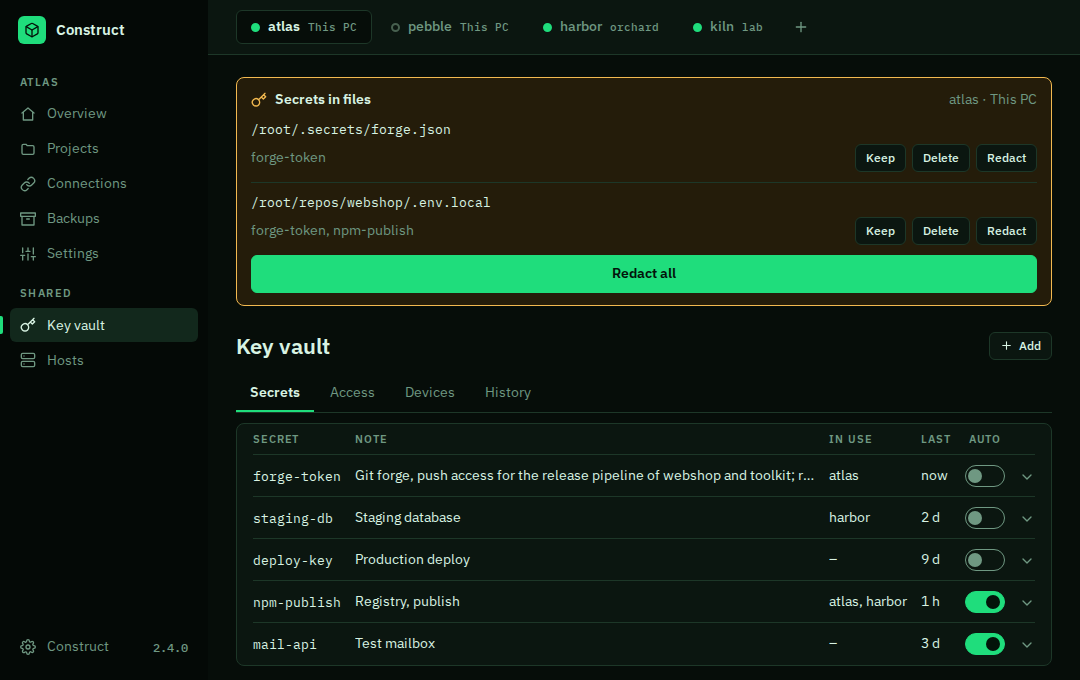 Construct
atlas This PC
pebble This PC
harbor orchard
kiln lab
ATLAS
Overview
Projects
Connections
Backups
Settings
SHARED
Key vault
Hosts
Construct 2.4.0
Secrets in files atlas · This PC
/root/.secrets/forge.json
forge-token Keep Delete Redact
/root/repos/webshop/.env.local
forge-token, npm-publish Keep Delete Redact
Redact all
Key vault + Add
Secrets Access Devices History
SECRET NOTE IN USE LAST AUTO
forge-token Git forge, push access for the release pipeline of webshop and toolkit; r... atlas now
staging-db Staging database harbor 2 d
deploy-key Production deploy – 9 d
npm-publish Registry, publish atlas, harbor 1 h
mail-api Test mailbox – 3 d